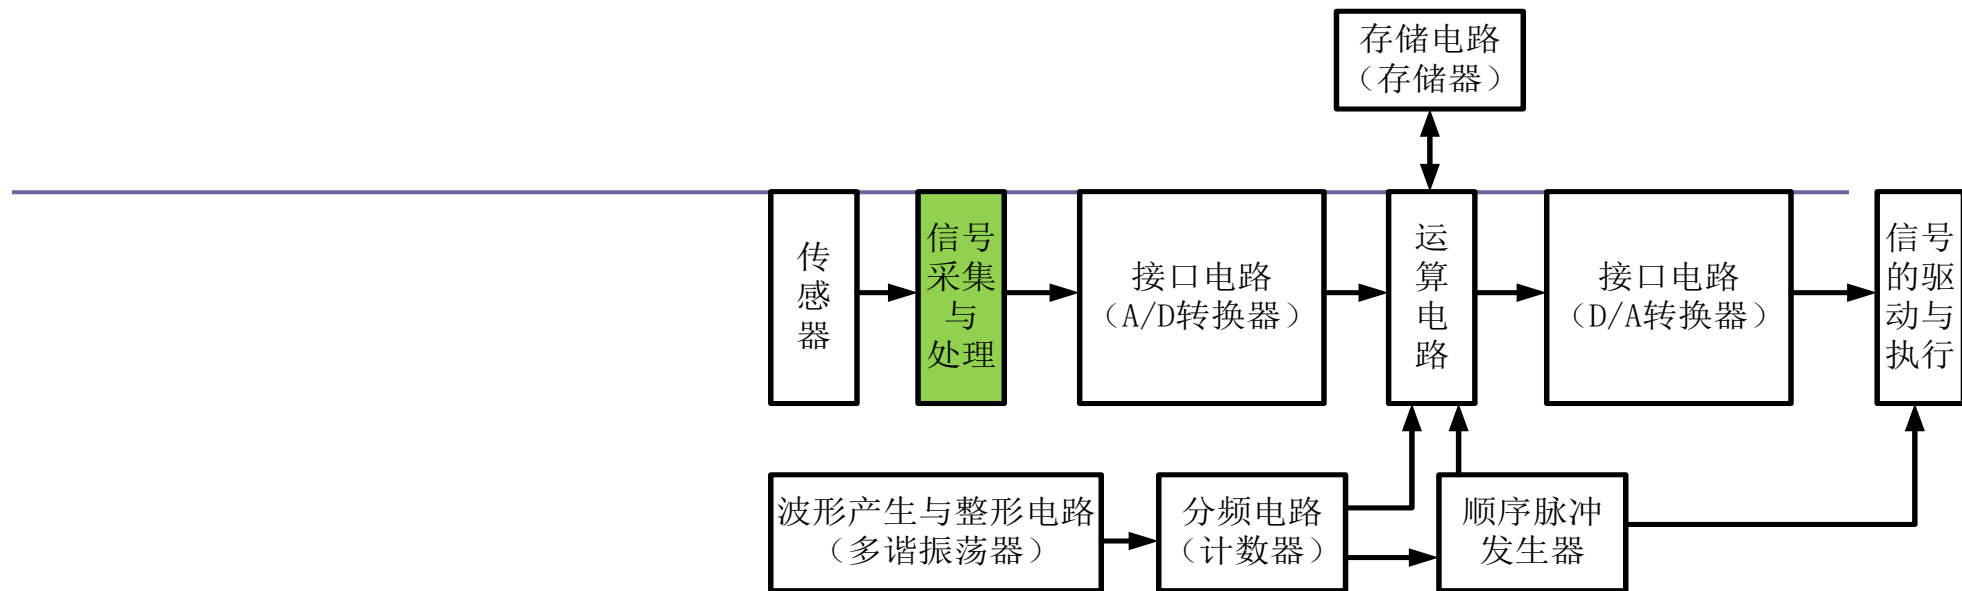 存储电路
（存储器）
传
感
器
信号
采集
与
处理
接口电路
（A/D转换器）
运
算
电
路
接口电路
（D/A转换器）
信号
的驱
动与
执行
波形产生与整形电路
（多谐振荡器）
分频电路
（计数器）
顺序脉冲
发生器